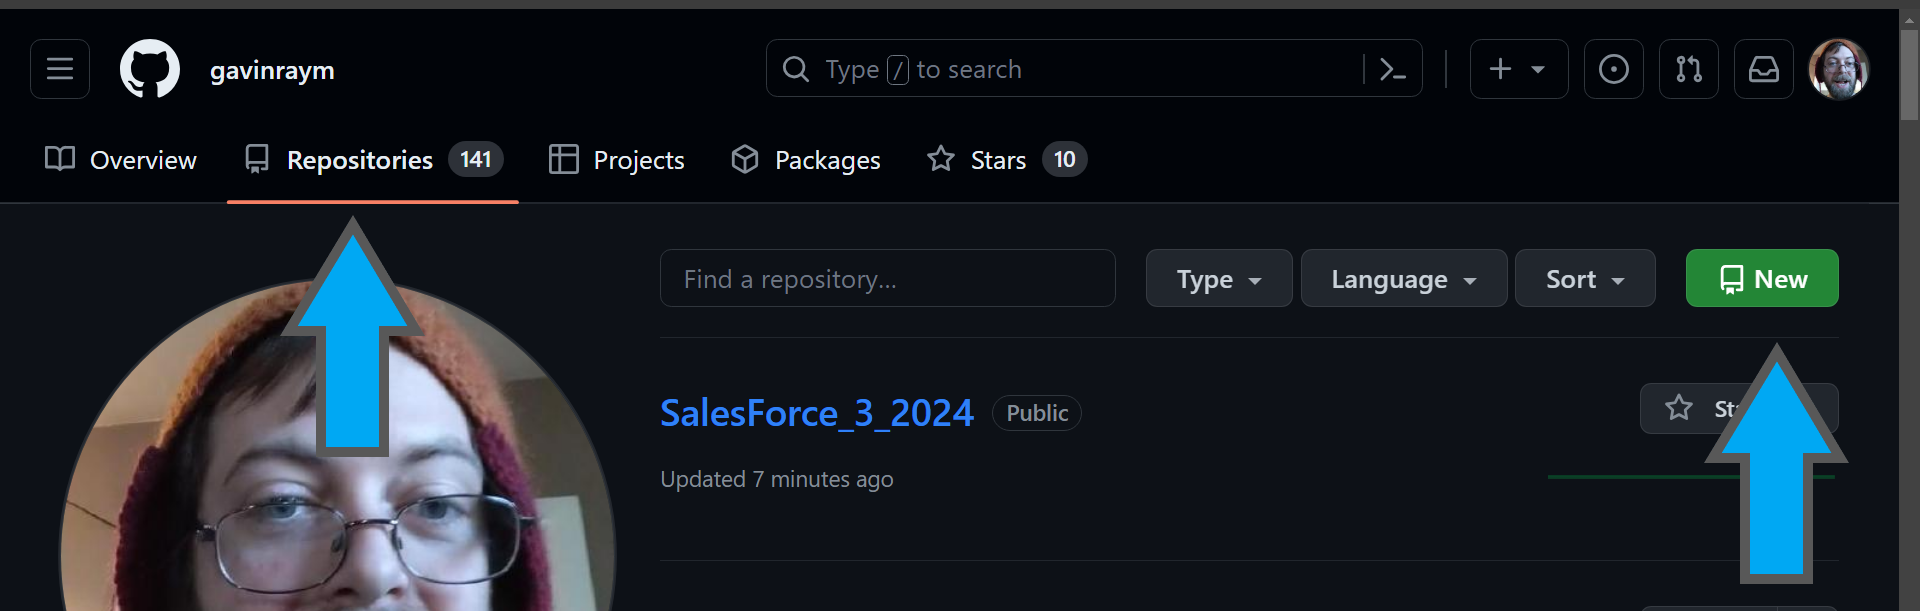 gavinraym
Type / to search
Overview
Repositories 141
Projects
Packages
Stars 10
Find a repository...
Type
Language
Sort
New
SalesForce_3_2024 Public
Updated 7 minutes ago